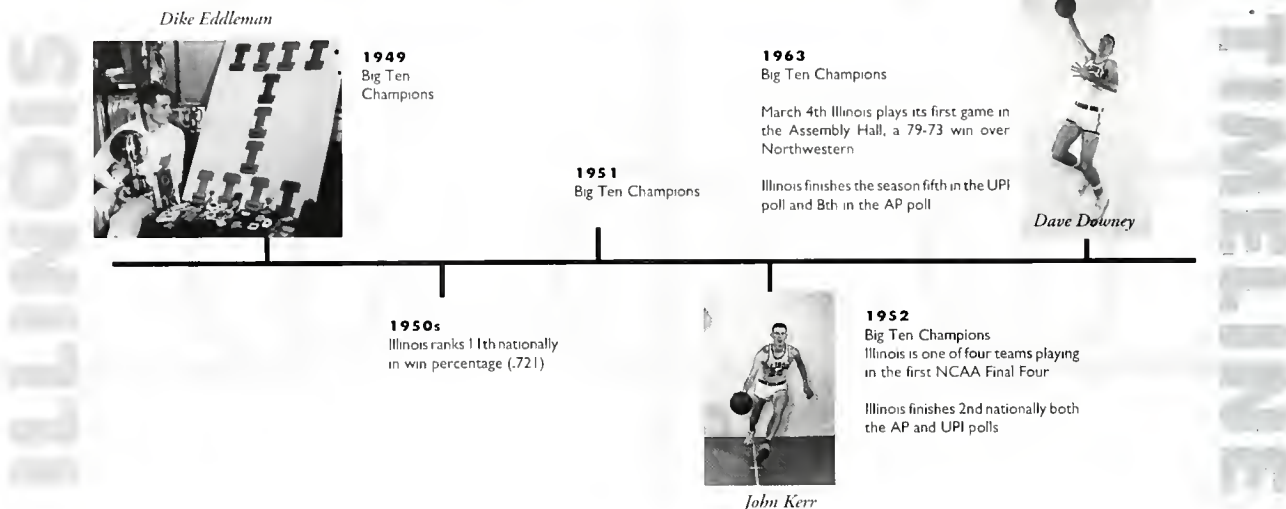 ILLINOIS
TIMELINE
Dike Eddleman
1949
Big Ten
Champions
1950s
Illinois ranks 11th nationally
in win percentage (.721)
1951
Big Ten Champions
John Kerr
1952
Big Ten Champions
Illinois is one of four teams playing
in the first NCAA Final Four
Illinois finishes 2nd nationally both
the AP and UPI polls
1963
Big Ten Champions
March 4th Illinois plays its first game in
the Assembly Hall, a 79-73 win over
Northwestern
Illinois finishes the season fifth in the UPI
poll and 8th in the AP poll
Dave Downey